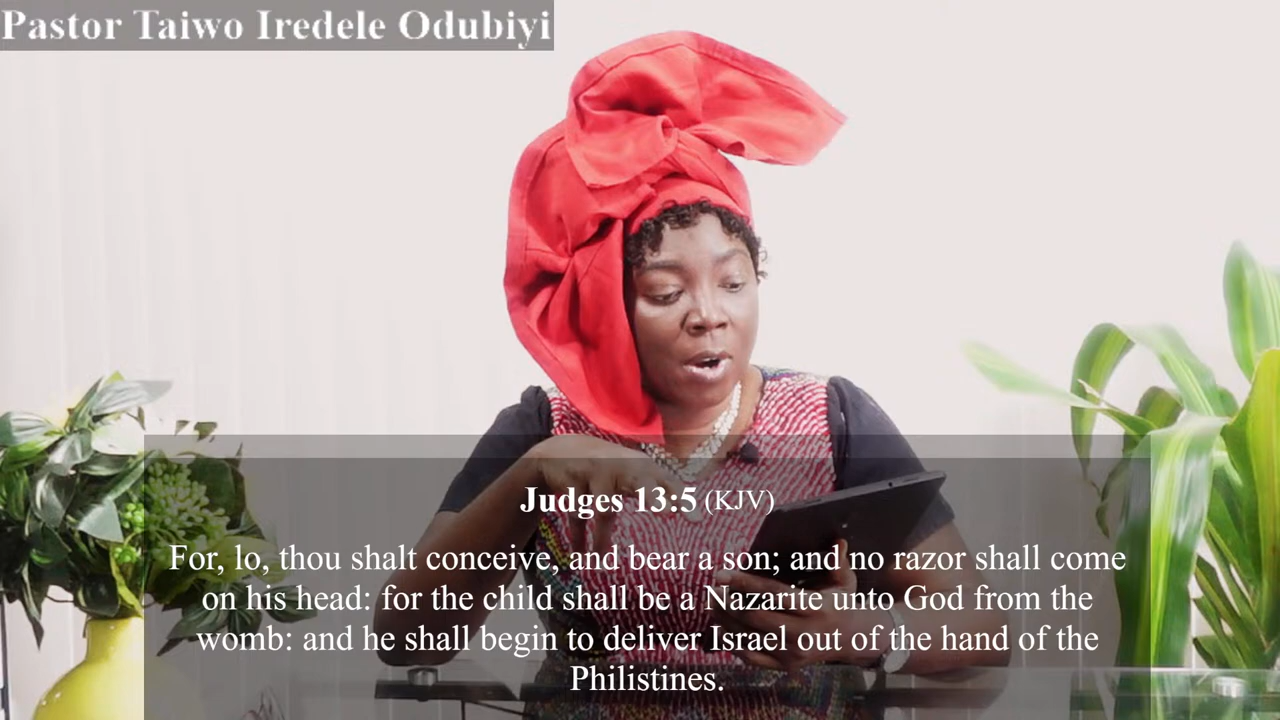 Pastor Taiwo Iredele Odubiyi
Judges 13:5 (KJV)
For, lo, thou shalt conceive, and bear a son; and no razor shall come
on his head: for the child shall be a Nazarite unto God from the
womb: and he shall begin to deliver Israel out of the hand of the
Philistines.